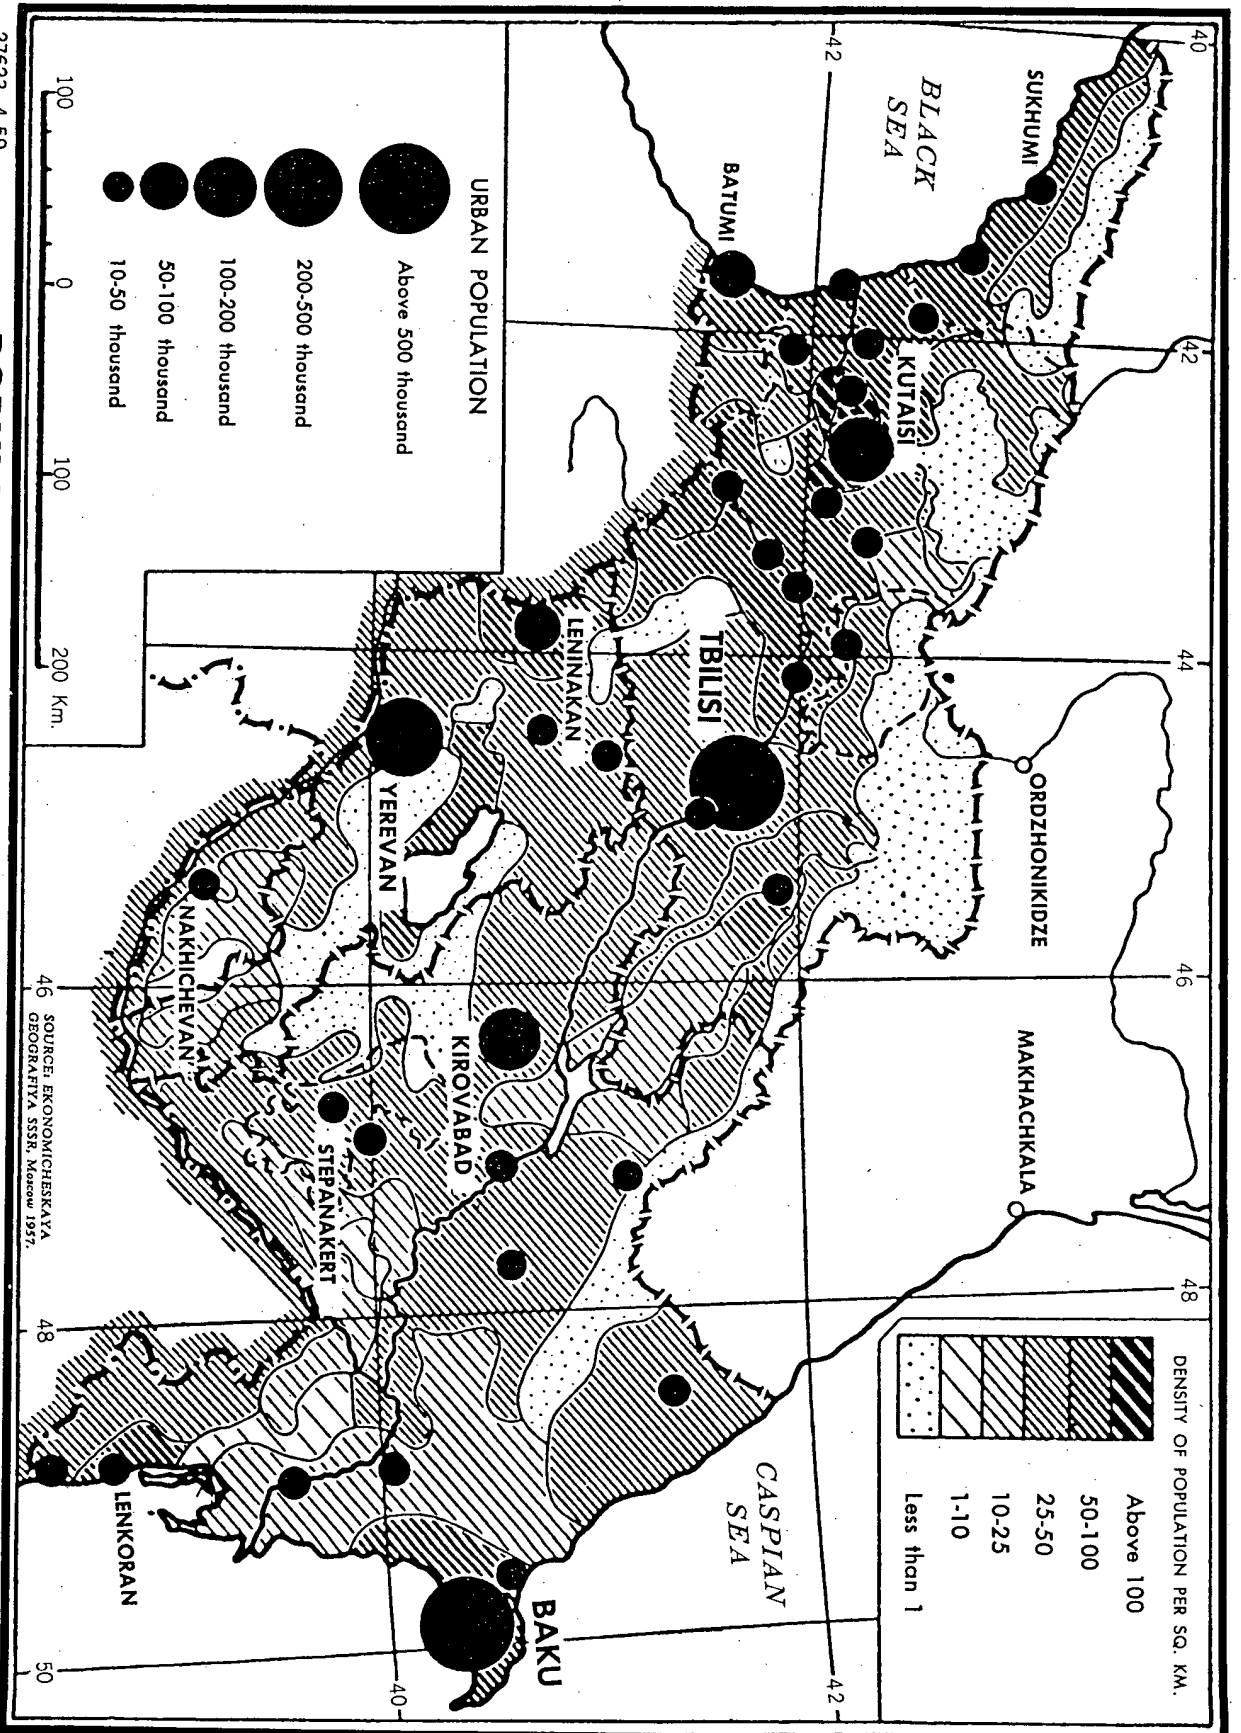 40
42
44
46
48
42
DENSITY OF POPULATION PER SQ. KM.
Above 100
50-100
25-50
10-25
1-10
Less than 1
SUKHUMI
BLACK
SEA
BATUMI
KUTAISI
ORDZHONIKIDZE
MAKHACHKALA
TBILISI
LENINAKAN
YEREVAN
KIROVABAD
NAKHICHEVAN
STEPANAKERT
CASPIAN
SEA
BAKU
LENKORAN
42
40
46
48
50
URBAN POPULATION
Above 500 thousand
200-500 thousand
100-200 thousand
50-100 thousand
10-50 thousand
100
0
100
200 Km.
SOURCE: EKONOMICHESKAYA
GEOGRAFIYA SSSR, Moscow 1957.